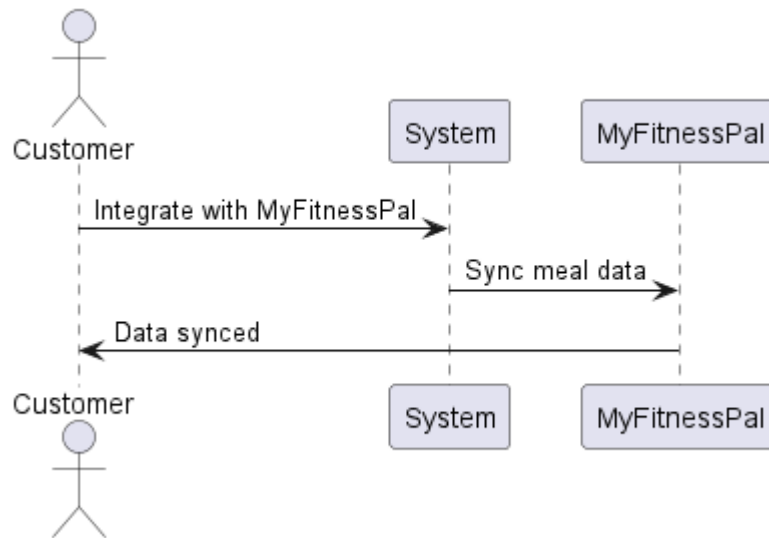 Customer
System
MyFitnessPal
Integrate with MyFitnessPal
Sync meal data
Data synced
Customer
System
MyFitnessPal